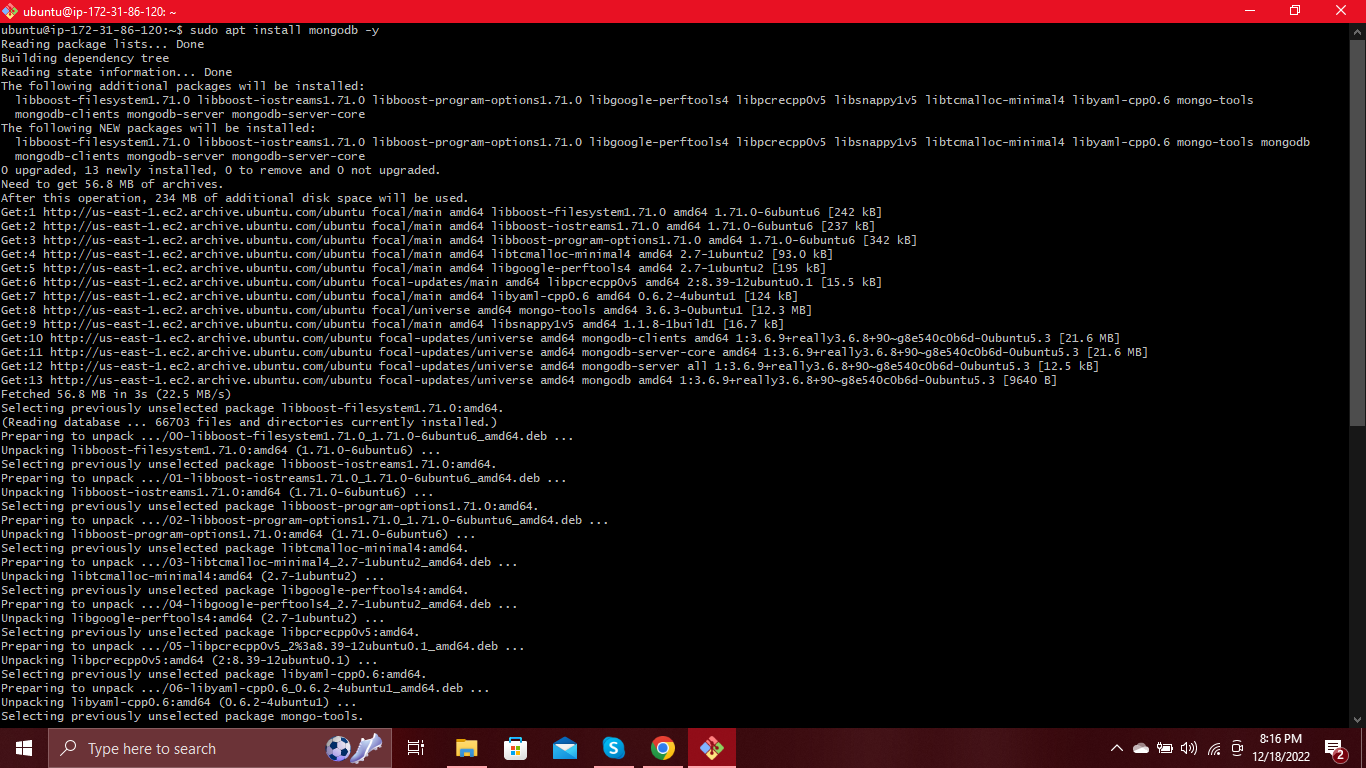 ubuntu@ip-172-31-86-120: ~
ubuntu@ip-172-31-86-120:~$ sudo apt install mongodb -y
Reading package lists... Done
Building dependency tree
Reading state information... Done
The following additional packages will be installed:
  libboost-filesystem1.71.0 libboost-iostreams1.71.0 libboost-program-options1.71.0 libgoogle-perftools4 libpcrecpp0v5 libsnappy1v5 libtcmalloc-minimal4 libyaml-cpp0.6 mongo-tools
  mongodb-clients mongodb-server mongodb-server-core
The following NEW packages will be installed:
  libboost-filesystem1.71.0 libboost-iostreams1.71.0 libboost-program-options1.71.0 libgoogle-perftools4 libpcrecpp0v5 libsnappy1v5 libtcmalloc-minimal4 libyaml-cpp0.6 mongo-tools mongodb
  mongodb-clients mongodb-server mongodb-server-core
0 upgraded, 13 newly installed, 0 to remove and 0 not upgraded.
Need to get 56.8 MB of archives.
After this operation, 234 MB of additional disk space will be used.
Get:1 http://us-east-1.ec2.archive.ubuntu.com/ubuntu focal/main amd64 libboost-filesystem1.71.0 amd64 1.71.0-6ubuntu6 [242 kB]
Get:2 http://us-east-1.ec2.archive.ubuntu.com/ubuntu focal/main amd64 libboost-iostreams1.71.0 amd64 1.71.0-6ubuntu6 [237 kB]
Get:3 http://us-east-1.ec2.archive.ubuntu.com/ubuntu focal/main amd64 libboost-program-options1.71.0 amd64 1.71.0-6ubuntu6 [342 kB]
Get:4 http://us-east-1.ec2.archive.ubuntu.com/ubuntu focal/main amd64 libtcmalloc-minimal4 amd64 2.7-1ubuntu2 [93.0 kB]
Get:5 http://us-east-1.ec2.archive.ubuntu.com/ubuntu focal/main amd64 libgoogle-perftools4 amd64 2.7-1ubuntu2 [195 kB]
Get:6 http://us-east-1.ec2.archive.ubuntu.com/ubuntu focal-updates/main amd64 libpcrecpp0v5 amd64 2:8.39-12ubuntu0.1 [15.5 kB]
Get:7 http://us-east-1.ec2.archive.ubuntu.com/ubuntu focal/main amd64 libyaml-cpp0.6 amd64 0.6.2-4ubuntu1 [124 kB]
Get:8 http://us-east-1.ec2.archive.ubuntu.com/ubuntu focal/universe amd64 mongo-tools amd64 3.6.3-0ubuntu1 [12.3 MB]
Get:9 http://us-east-1.ec2.archive.ubuntu.com/ubuntu focal/main amd64 libsnappy1v5 amd64 1.1.8-1build1 [16.7 kB]
Get:10 http://us-east-1.ec2.archive.ubuntu.com/ubuntu focal-updates/universe amd64 mongodb-clients amd64 1:3.6.9+really3.6.8+90~g8e540c0b6d-0ubuntu5.3 [21.6 MB]
Get:11 http://us-east-1.ec2.archive.ubuntu.com/ubuntu focal-updates/universe amd64 mongodb-server-core amd64 1:3.6.9+really3.6.8+90~g8e540c0b6d-0ubuntu5.3 [21.6 MB]
Get:12 http://us-east-1.ec2.archive.ubuntu.com/ubuntu focal-updates/universe amd64 mongodb-server all 1:3.6.9+really3.6.8+90~g8e540c0b6d-0ubuntu5.3 [12.5 kB]
Get:13 http://us-east-1.ec2.archive.ubuntu.com/ubuntu focal-updates/universe amd64 mongodb amd64 1:3.6.9+really3.6.8+90~g8e540c0b6d-0ubuntu5.3 [9640 B]
Fetched 56.8 MB in 3s (22.5 MB/s)
Selecting previously unselected package libboost-filesystem1.71.0:amd64.
(Reading database ... 66703 files and directories currently installed.)
Preparing to unpack .../00-libboost-filesystem1.71.0_1.71.0-6ubuntu6_amd64.deb ...
Unpacking libboost-filesystem1.71.0:amd64 (1.71.0-6ubuntu6) ...
Selecting previously unselected package libboost-iostreams1.71.0:amd64.
Preparing to unpack .../01-libboost-iostreams1.71.0_1.71.0-6ubuntu6_amd64.deb ...
Unpacking libboost-iostreams1.71.0:amd64 (1.71.0-6ubuntu6) ...
Selecting previously unselected package libboost-program-options1.71.0:amd64.
Preparing to unpack .../02-libboost-program-options1.71.0_1.71.0-6ubuntu6_amd64.deb ...
Unpacking libboost-program-options1.71.0:amd64 (1.71.0-6ubuntu6) ...
Selecting previously unselected package libtcmalloc-minimal4:amd64.
Preparing to unpack .../03-libtcmalloc-minimal4_2.7-1ubuntu2_amd64.deb ...
Unpacking libtcmalloc-minimal4:amd64 (2.7-1ubuntu2) ...
Selecting previously unselected package libgoogle-perftools4:amd64.
Preparing to unpack .../04-libgoogle-perftools4_2.7-1ubuntu2_amd64.deb ...
Unpacking libgoogle-perftools4:amd64 (2.7-1ubuntu2) ...
Selecting previously unselected package libpcrecpp0v5:amd64.
Preparing to unpack .../05-libpcrecpp0v5_2%3a8.39-12ubuntu0.1_amd64.deb ...
Unpacking libpcrecpp0v5:amd64 (2:8.39-12ubuntu0.1) ...
Selecting previously unselected package libyaml-cpp0.6:amd64.
Preparing to unpack .../06-libyaml-cpp0.6_0.6.2-4ubuntu1_amd64.deb ...
Unpacking libyaml-cpp0.6:amd64 (0.6.2-4ubuntu1) ...
Selecting previously unselected package mongo-tools.
Type here to search
8:16 PM
12/18/2022
2